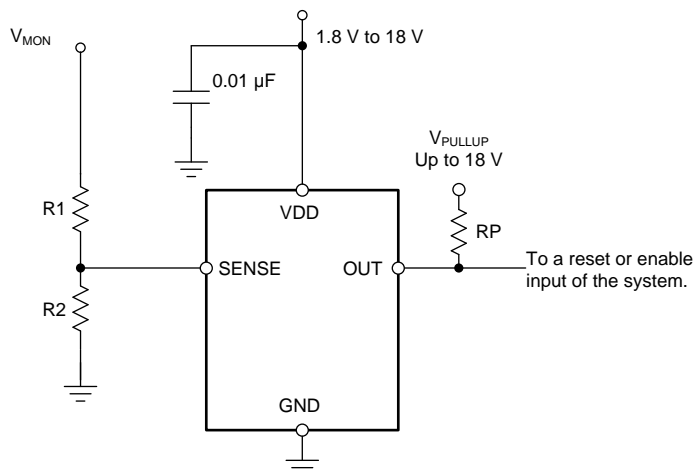 V_MON
1.8 V to 18 V
0.01 µF
V_PULLUP
Up to 18 V
R1
VDD
RP
SENSE
OUT
To a reset or enable
input of the system.
R2
GND